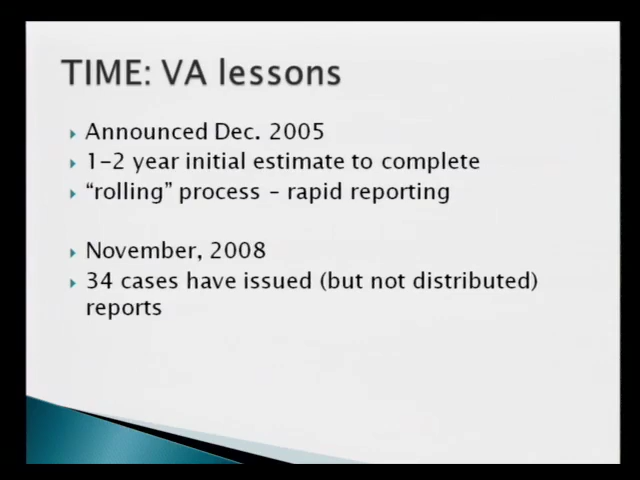 TIME: VA lessons
Announced Dec. 2005
1-2 year initial estimate to complete
“rolling” process – rapid reporting
November, 2008
34 cases have issued (but not distributed)
reports